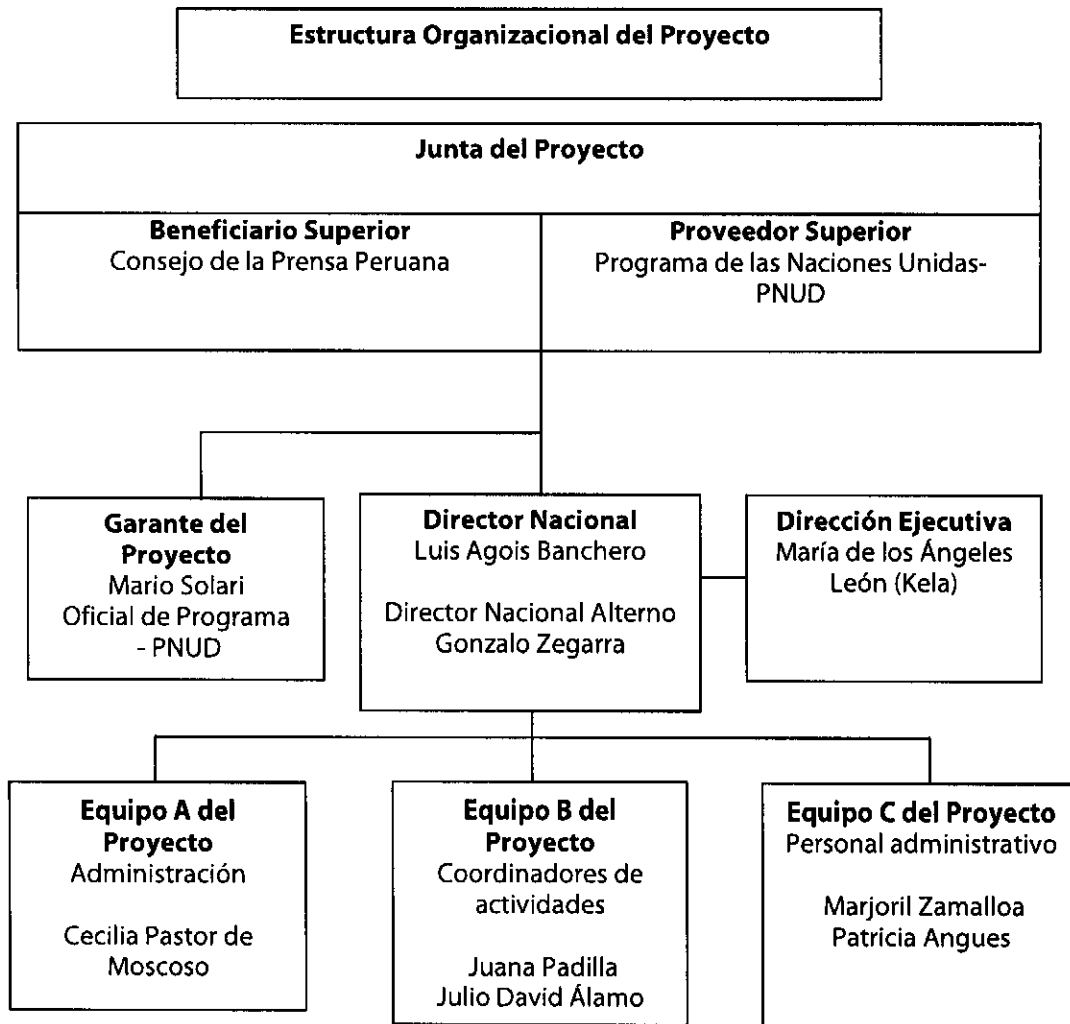 Estructura Organizacional del Proyecto
Junta del Proyecto
Beneficiario Superior
Consejo de la Prensa Peruana
Proveedor Superior
Programa de las Naciones Unidas-
PNUD
Garante del
Proyecto
Mario Solari
Oficial de Programa
- PNUD
Director Nacional
Luis Agois Banchero
Director Nacional Alterno
Gonzalo Zegarra
Dirección Ejecutiva
María de los Ángeles
León (Kela)
Equipo A del
Proyecto
Administración
Cecilia Pastor de
Moscoso
Equipo B del
Proyecto
Coordinadores de
actividades
Juana Padilla
Julio David Álamo
Equipo C del Proyecto
Personal administrativo
Marjoril Zamalloa
Patricia Angues